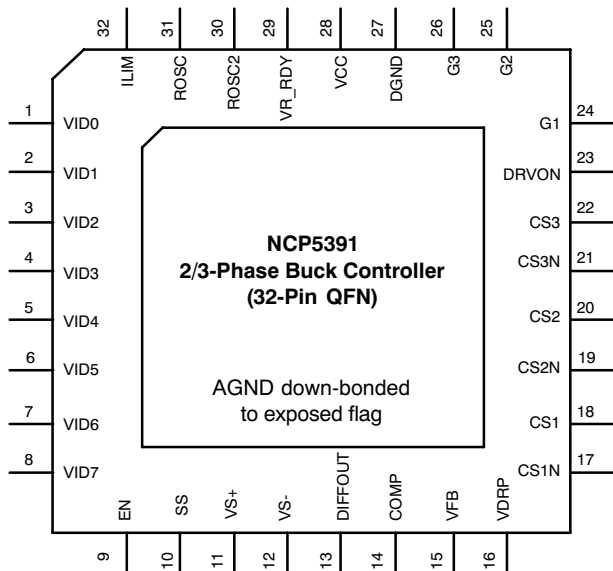 32 31 30 29 28 27 26 25
ILIM ROSC ROSC2 VR_RDY VCC DGND G3 G2
1 VID0
2 VID1
3 VID2
4 VID3
5 VID4
6 VID5
7 VID6
8 VID7
NCP5391
2/3-Phase Buck Controller
(32-Pin QFN)
AGND down-bonded
to exposed flag
G1 24
DRVON 23
CS3 22
CS3N 21
CS2 20
CS2N 19
CS1 18
CS1N 17
EN SS VS+ VS- DIFFOUT COMP VFB VDRP
9 10 11 12 13 14 15 16